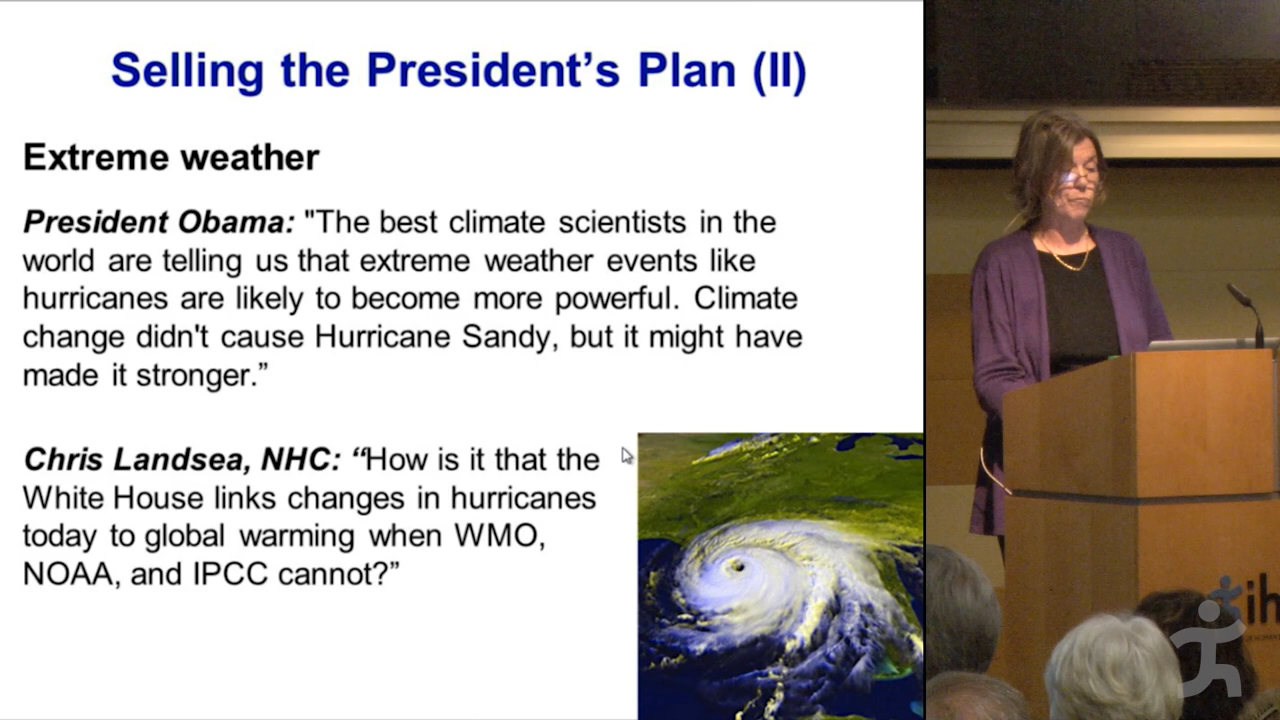 Selling the President’s Plan (II)
Extreme weather
President Obama: "The best climate scientists in the
world are telling us that extreme weather events like
hurricanes are likely to become more powerful. Climate
change didn't cause Hurricane Sandy, but it might have
made it stronger.”
Chris Landsea, NHC: “How is it that the
White House links changes in hurricanes
today to global warming when WMO,
NOAA, and IPCC cannot?”
ih